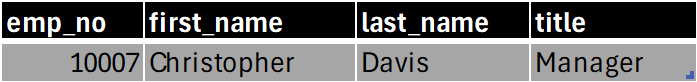 emp_no first_name last_name title
10007 Christopher Davis Manager